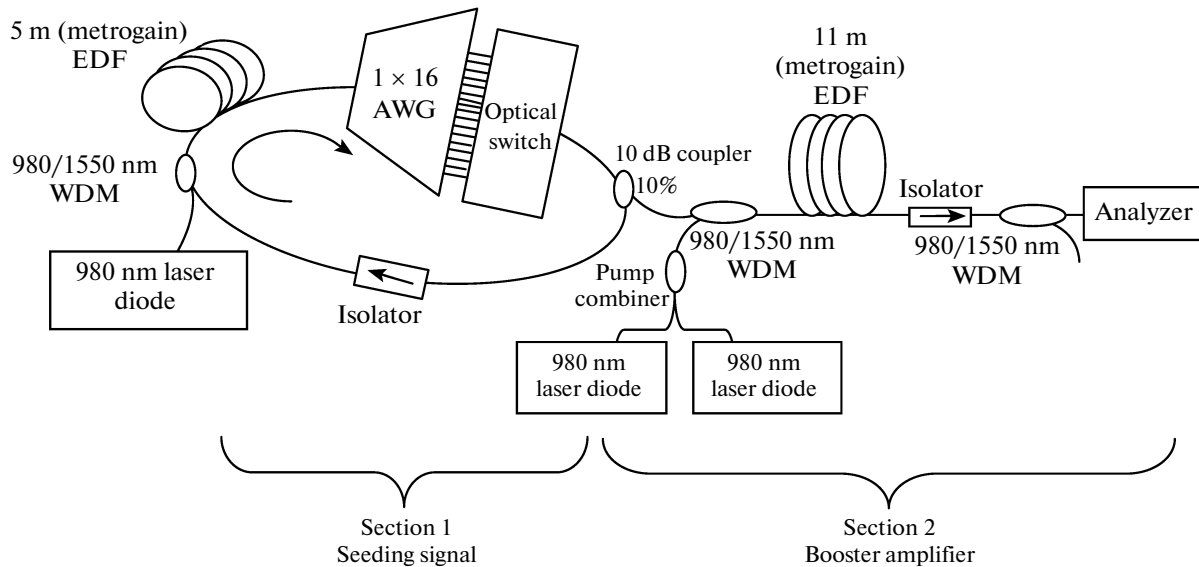 5 m (metrogain)
EDF
1 × 16
AWG
Optical
switch
980/1550 nm
WDM
980 nm laser
diode
Isolator
10 dB coupler
10%
11 m
(metrogain)
EDF
980/1550 nm
WDM
Pump
combiner
980 nm
laser diode
980 nm
laser diode
Isolator
980/1550 nm
WDM
Analyzer
Section 1
Seeding signal
Section 2
Booster amplifier